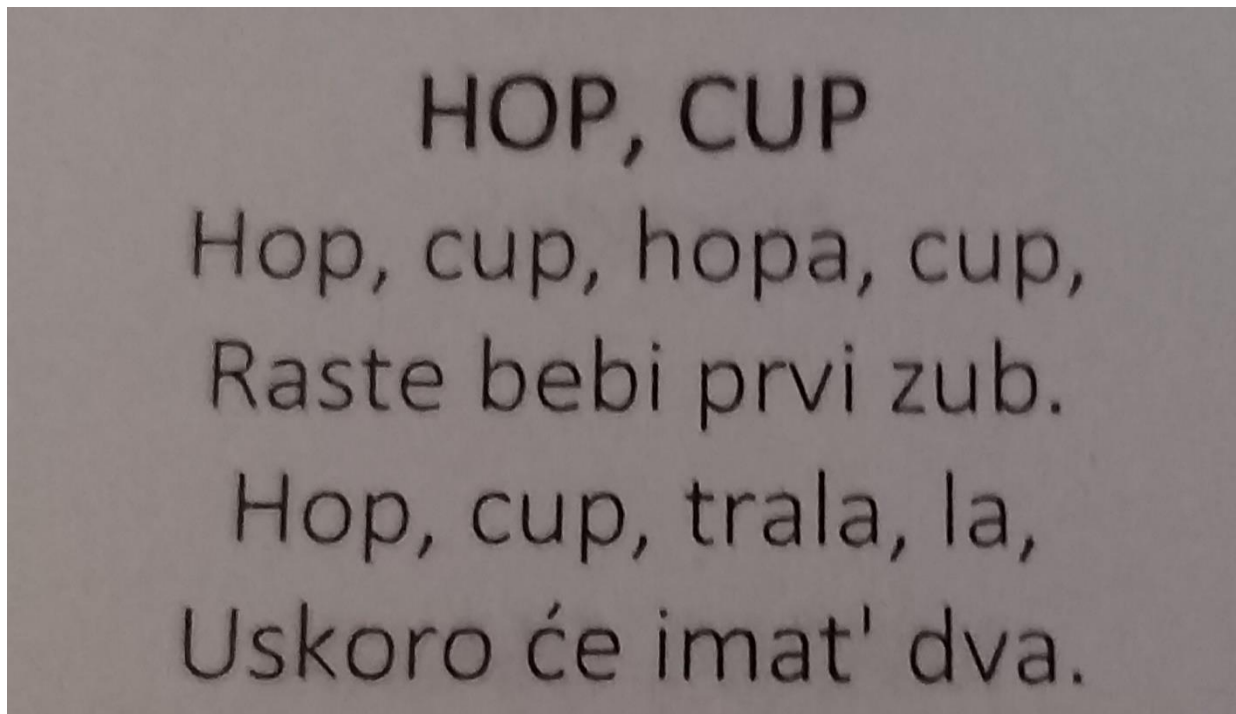 HOP, CUP
Hop, cup, hopa, cup,
Raste bebi prvi zub.
Hop, cup, trala, la,
Uskoro će imat' dva.